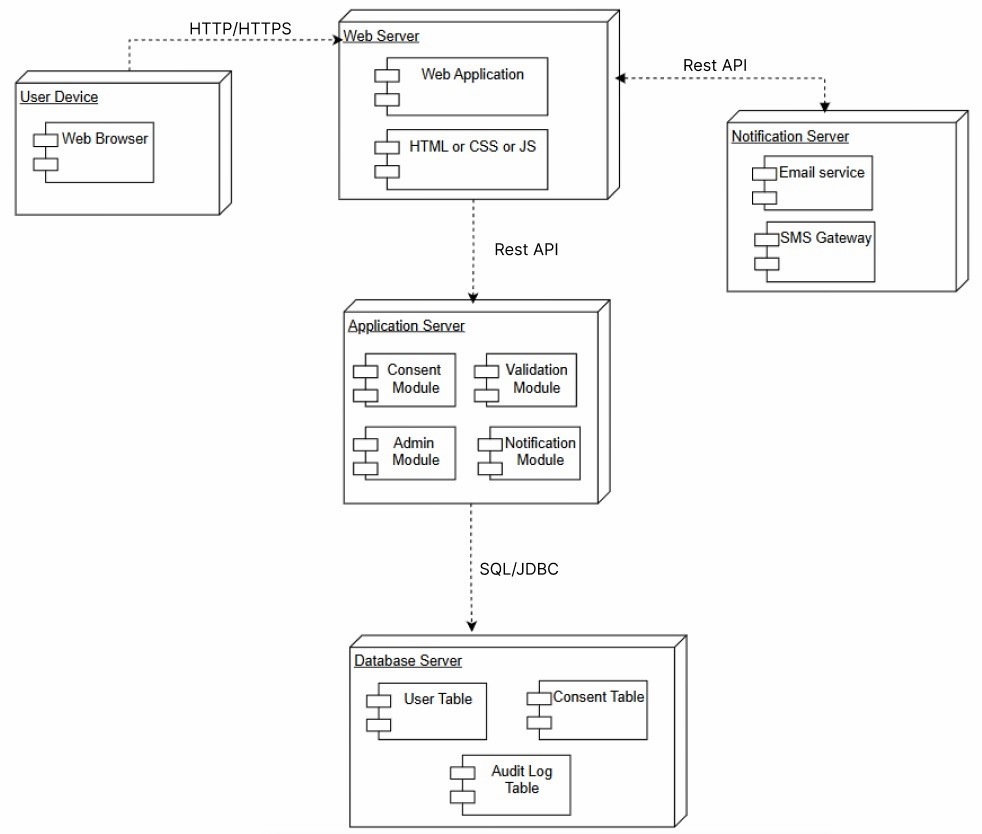 HTTP/HTTPS
Web Server
Web Application
HTML or CSS or JS
Rest API
User Device
Web Browser
Notification Server
Email service
SMS Gateway
Rest API
Application Server
Consent
Module
Validation
Module
Admin
Module
Notification
Module
SQL/JDBC
Database Server
User Table
Consent Table
Audit Log
Table